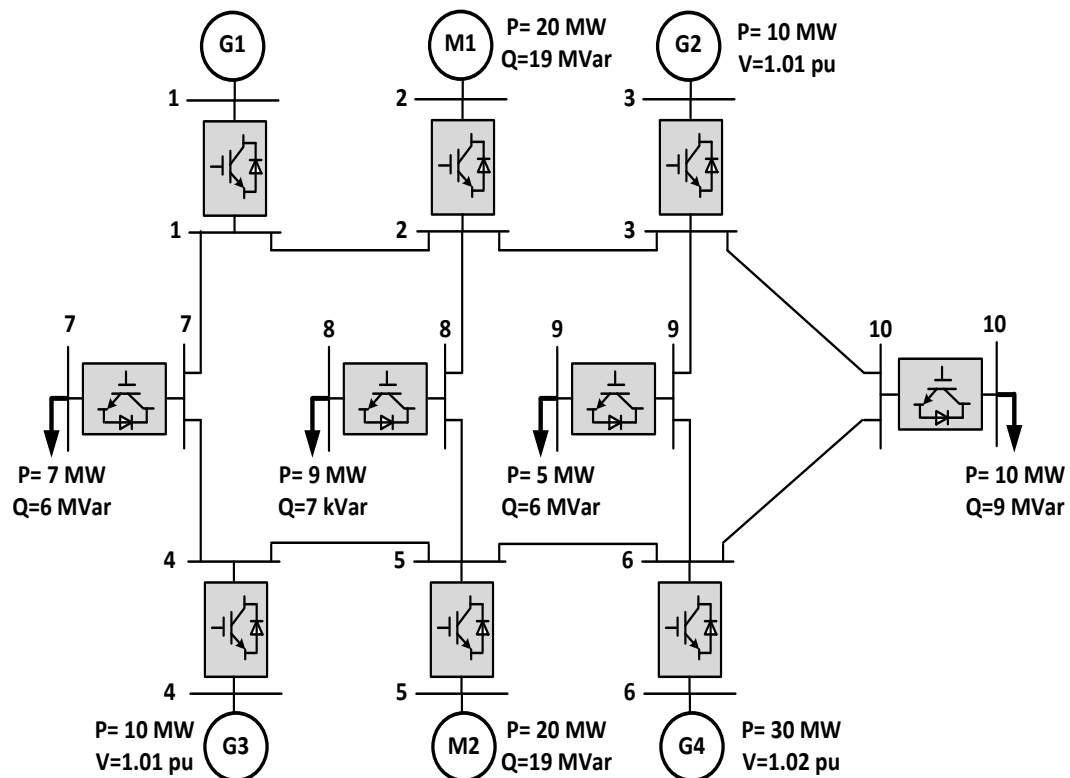 G1
M1
P= 20 MW
Q=19 MVar
G2
P= 10 MW
V=1.01 pu
1
2
3
1
2
3
7
7
8
8
9
9
10
10
P= 7 MW
Q=6 MVar
P= 9 MW
Q=7 kVar
P= 5 MW
Q=6 MVar
P= 10 MW
Q=9 MVar
4
5
6
4
5
6
P= 10 MW
V=1.01 pu
G3
M2
P= 20 MW
Q=19 MVar
G4
P= 30 MW
V=1.02 pu